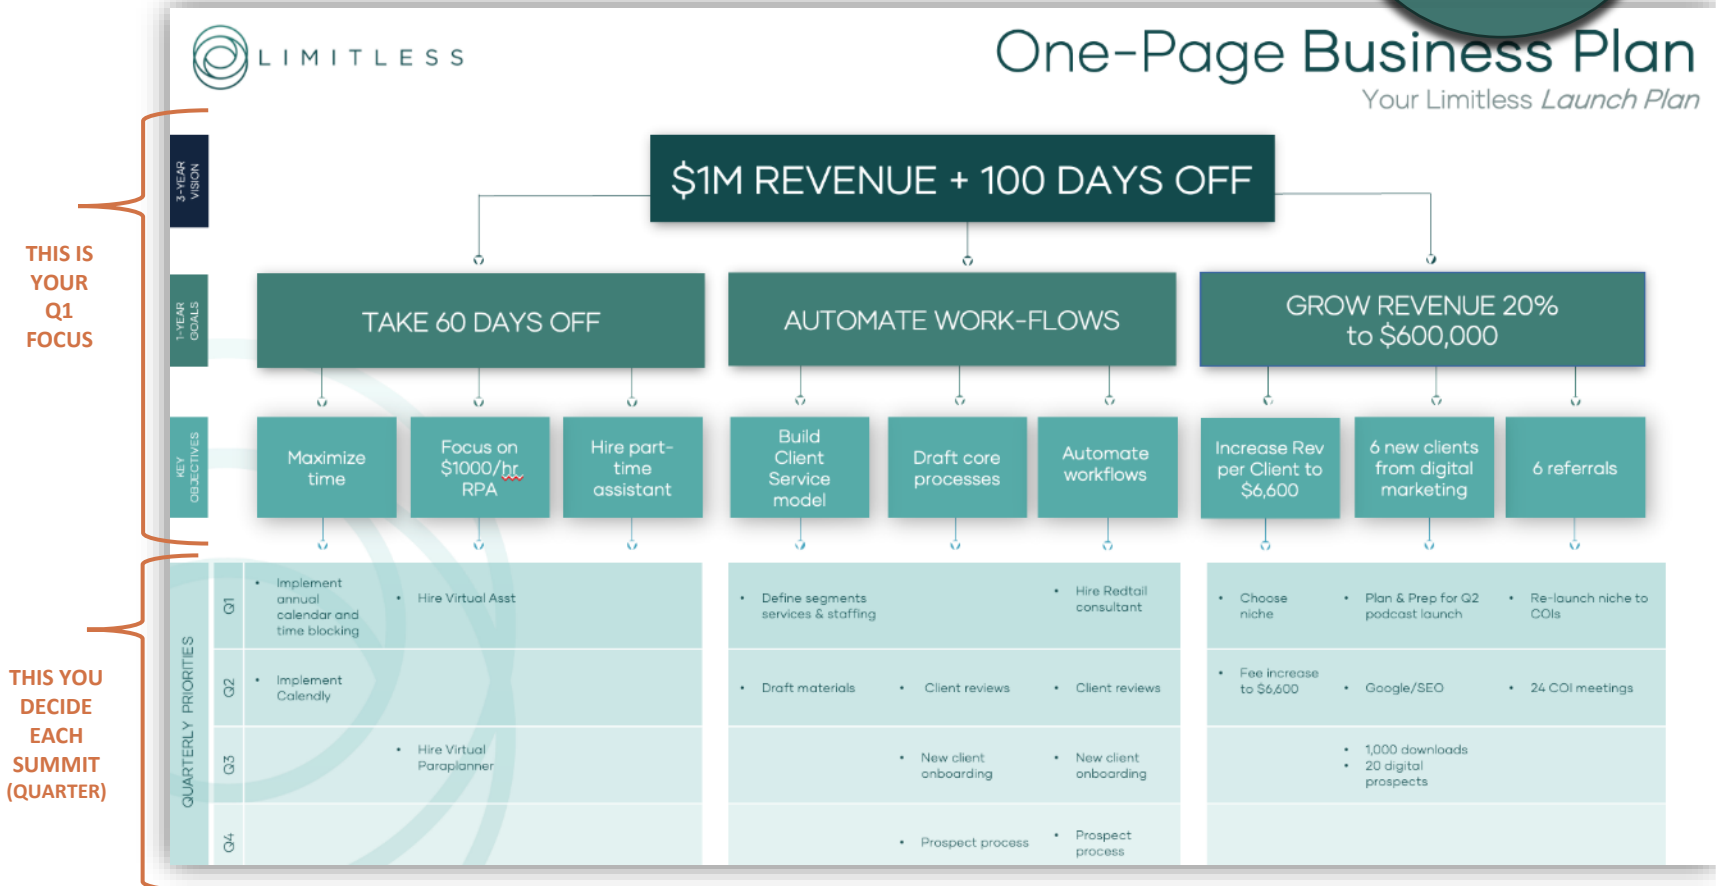 LIMITLESS
One-Page Business Plan
Your Limitless Launch Plan
THIS IS
YOUR
Q1
FOCUS
3-YEAR
VISION
$1M REVENUE + 100 DAYS OFF
1-YEAR
GOALS
TAKE 60 DAYS OFF
AUTOMATE WORK-FLOWS
GROW REVENUE 20%
to $600,000
KEY
OBJECTIVES
Maximize
time
Focus on
$1000/hr
RPA
Hire part-
time
assistant
Build
Client
Service
model
Draft core
processes
Automate
workflows
Increase Rev
per Client to
$6,600
6 new clients
from digital
marketing
6 referrals
THIS YOU
DECIDE
EACH
SUMMIT
(QUARTER)
QUARTERLY PRIORITIES
Q1
• Implement
annual
calendar and
time blocking
• Hire Virtual Asst
• Define segments
services & staffing
• Hire Redtail
consultant
• Choose
niche
• Plan & Prep for Q2
podcast launch
• Re-launch niche to
COIs
Q2
• Implement
Calendly
• Draft materials
• Client reviews
• Client reviews
• Fee increase
to $6,600
• Google/SEO
• 24 COI meetings
Q3
• Hire Virtual
Paraplanner
• New client
onboarding
• New client
onboarding
• 1,000 downloads
• 20 digital
prospects
Q4
• Prospect process
• Prospect
process